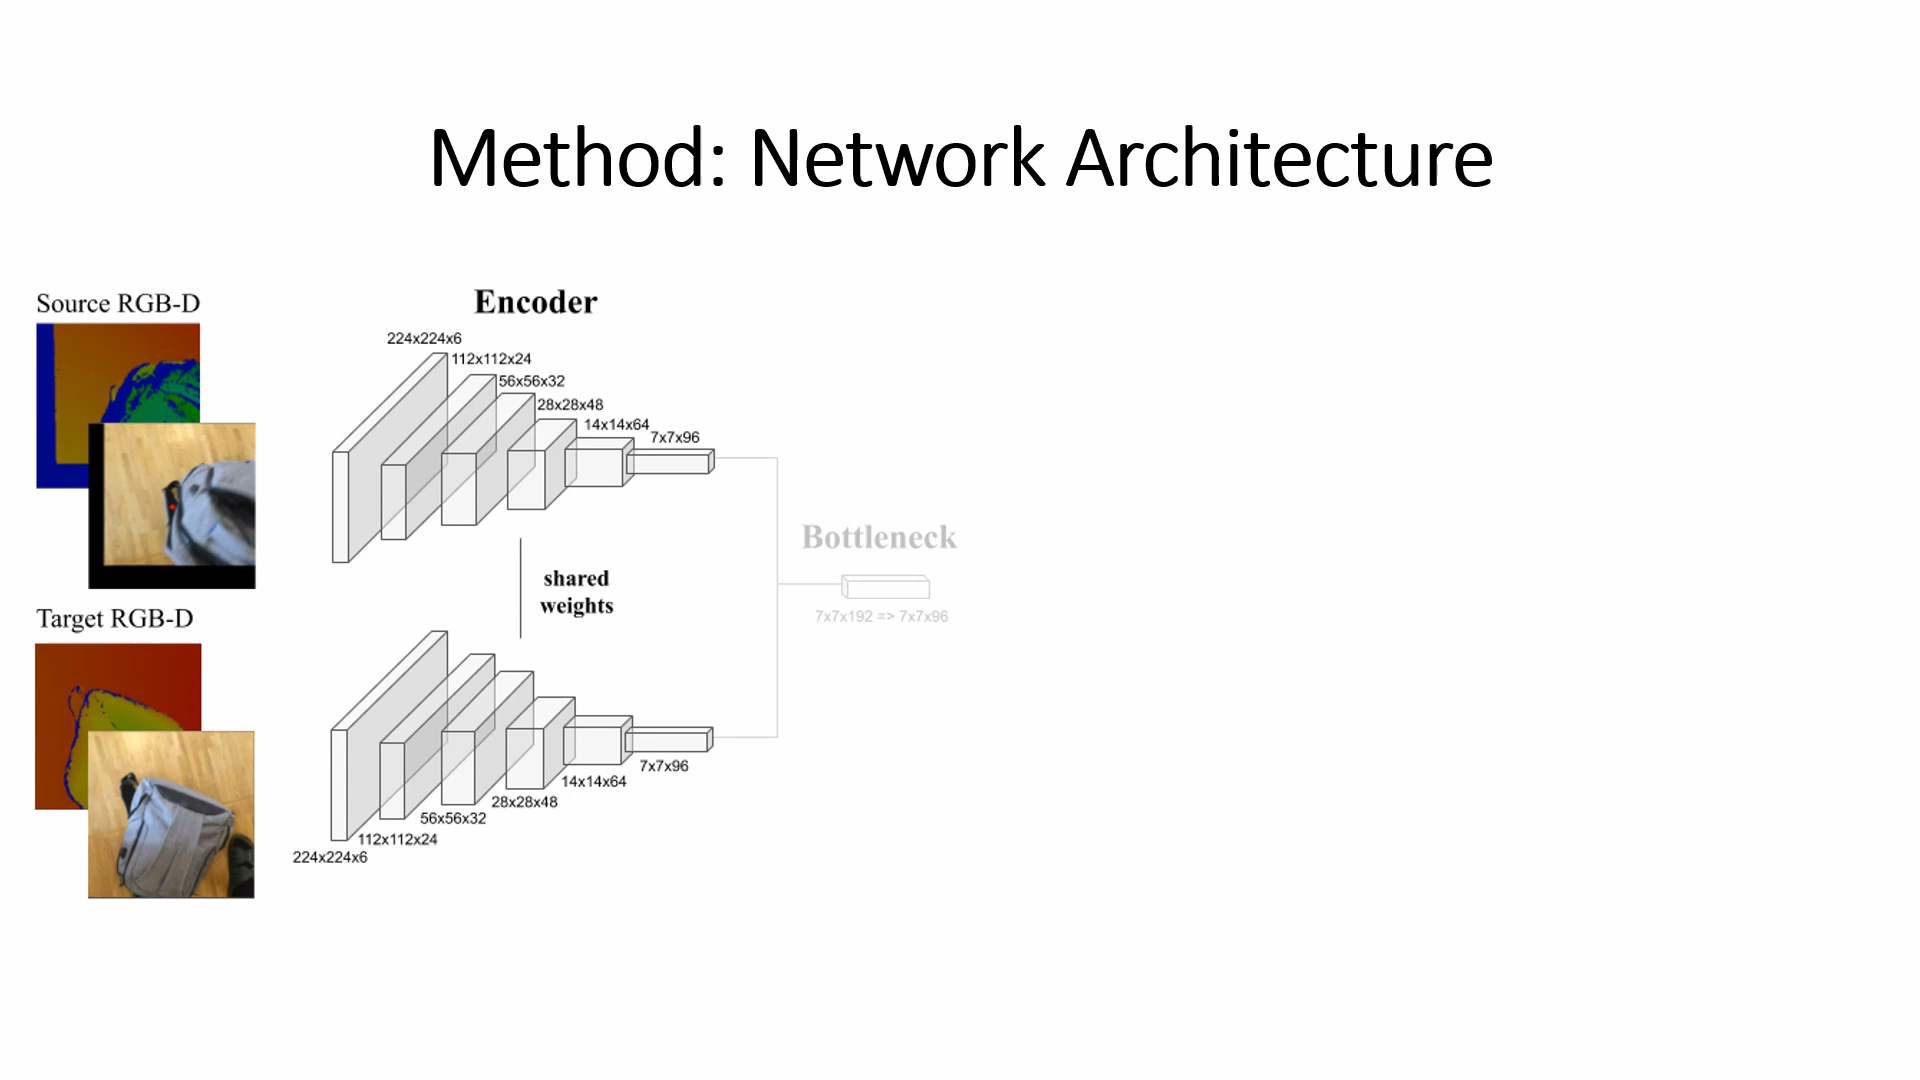 Method: Network Architecture
Source RGB-D
Encoder
224x224x6
112x112x24
56x56x32
28x28x48
14x14x64
7x7x96
shared
weights
Bottleneck
7x7x192 => 7x7x96
Target RGB-D
7x7x96
14x14x64
28x28x48
56x56x32
112x112x24
224x224x6